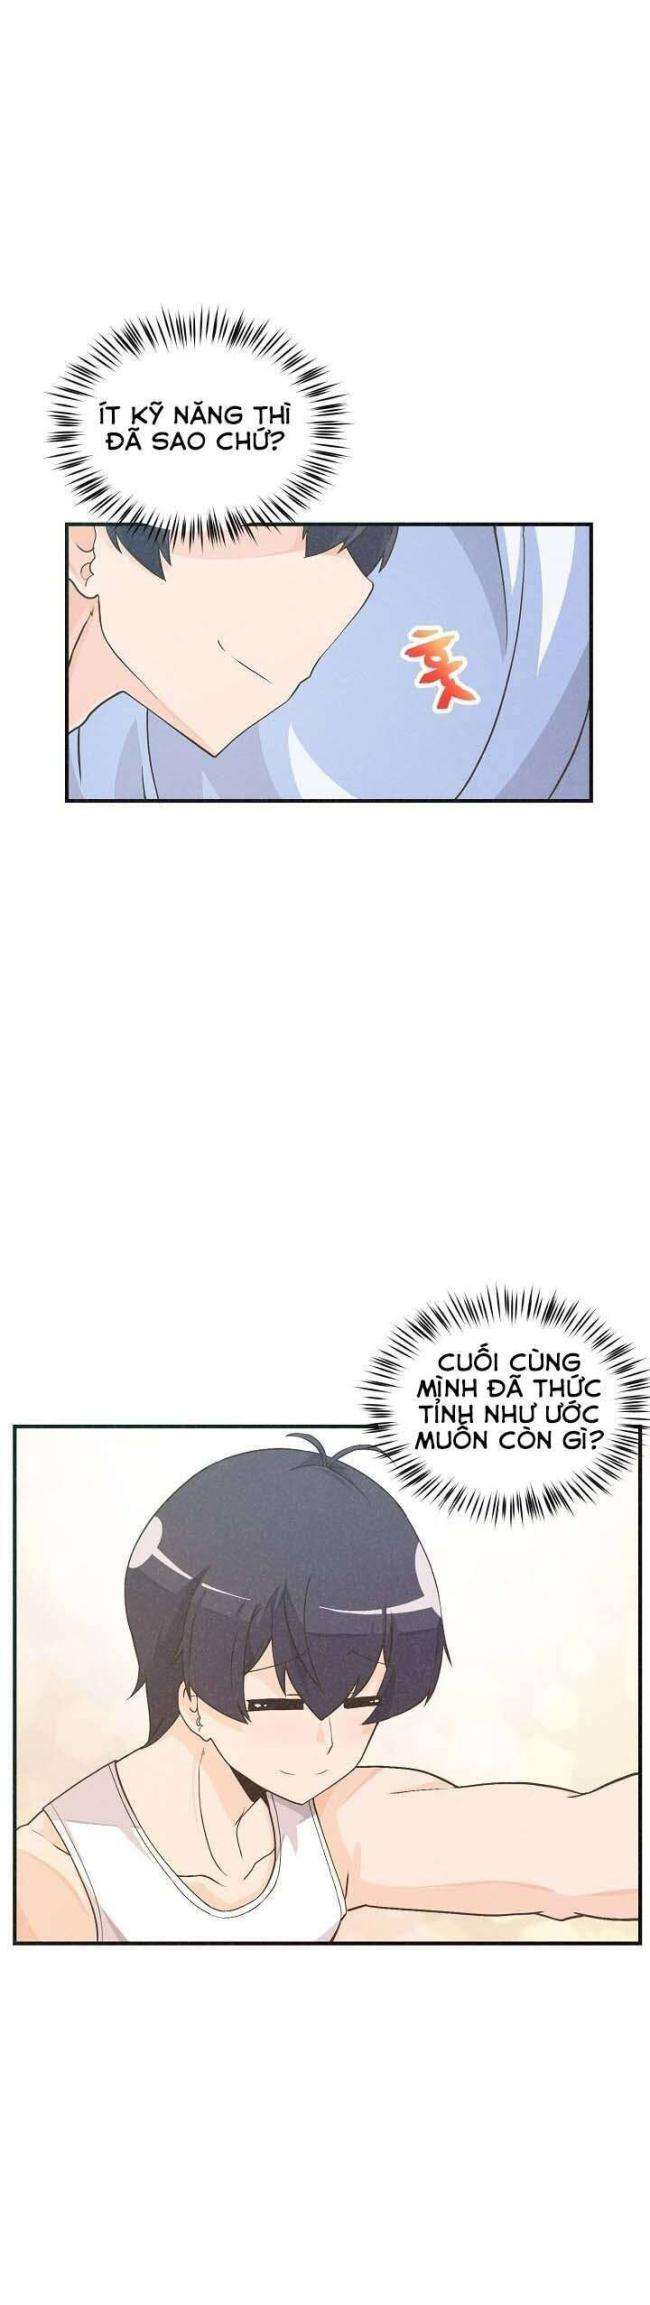 ÍT KỸ NĂNG THÌ
ĐÃ SAO CHỨ?
CUỐI CÙNG
MÌNH ĐÃ THỨC
TỈNH NHƯ ƯỚC
MUỐN CÒN GÌ?